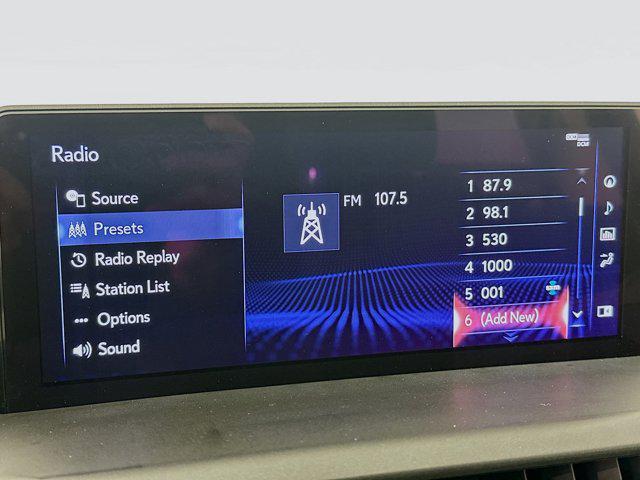 Radio
DCM
Source
Presets
Radio Replay
Station List
Options
Sound
FM 107.5
1 87.9
2 98.1
3 530
4 1000
5 001
6 (Add New)